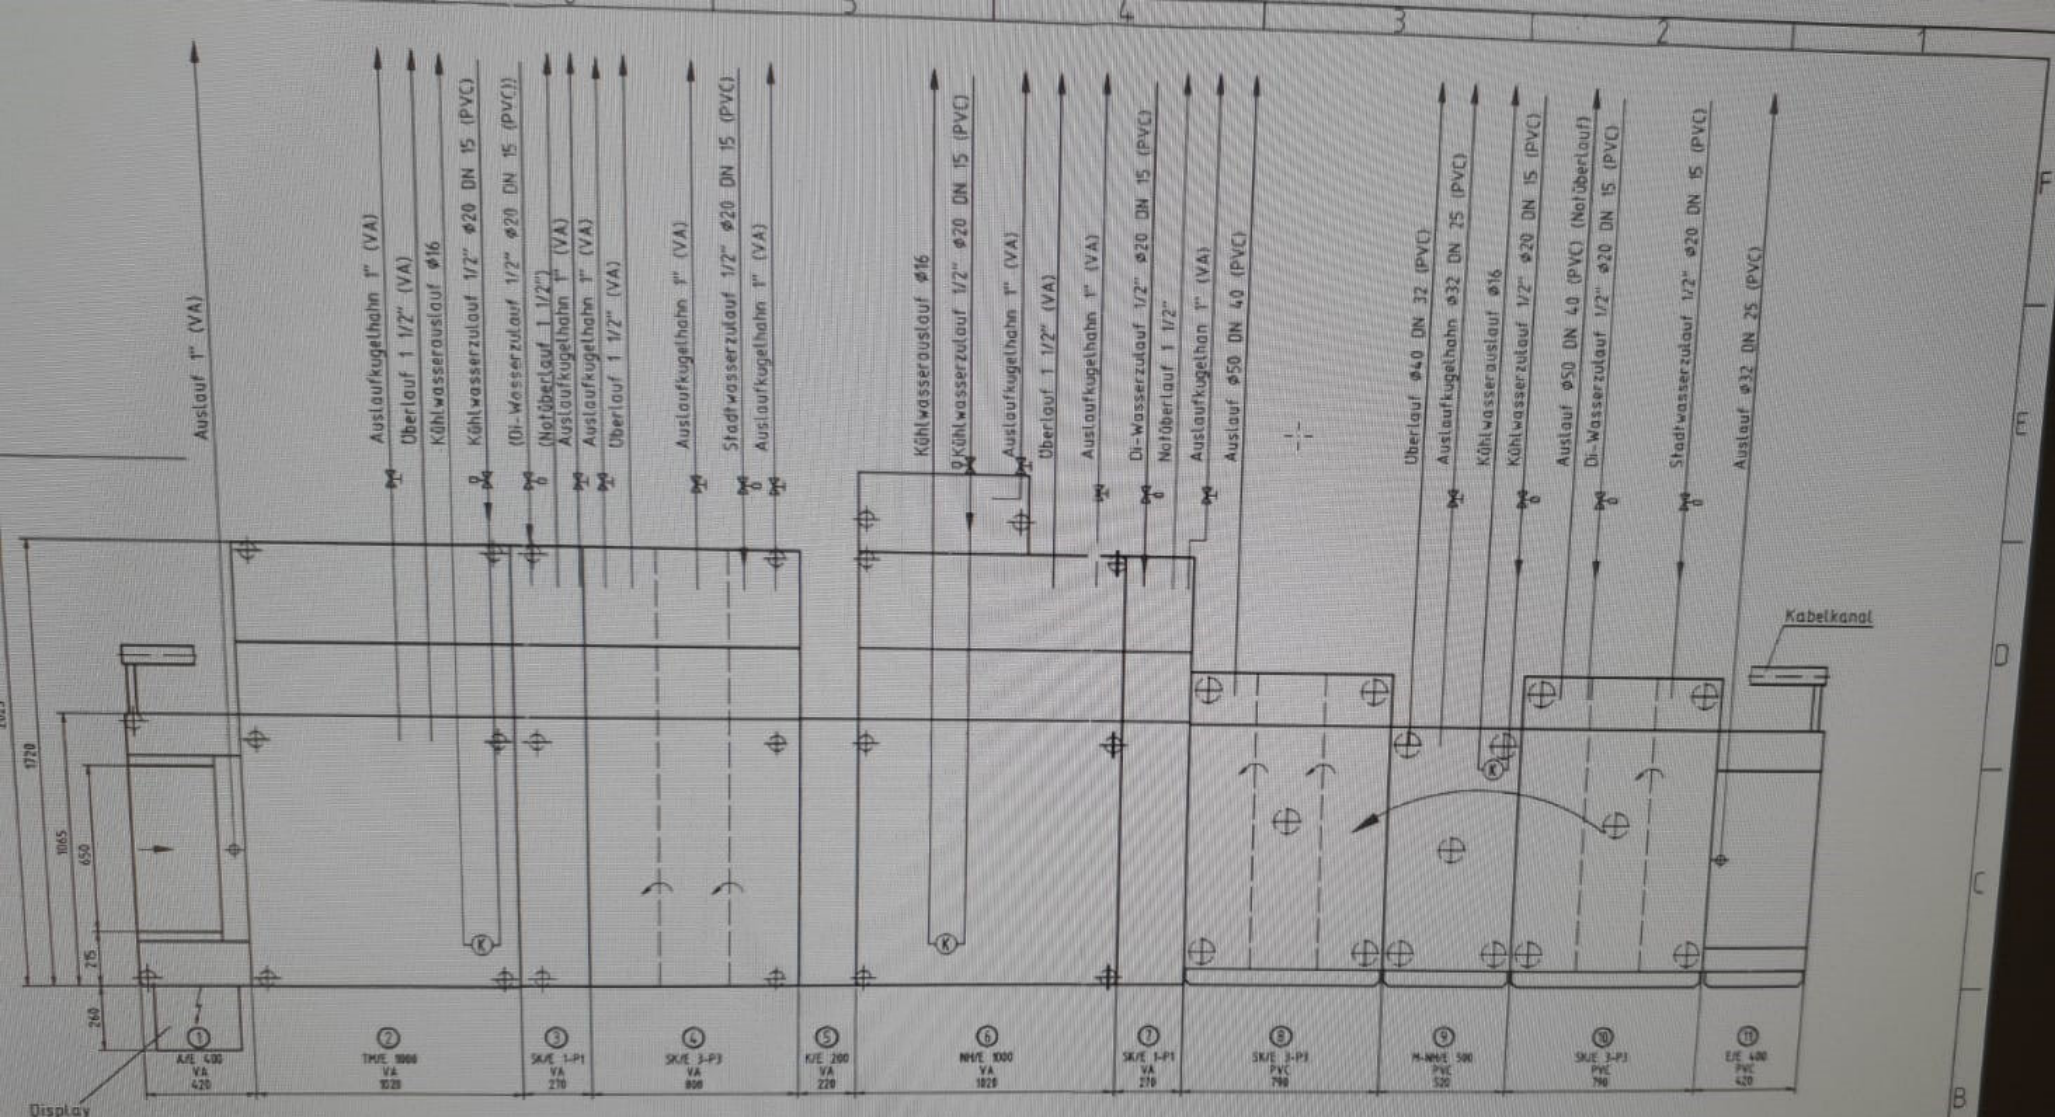 5
4
3
2
1
F
E
D
C
B
Auslauf 1" (VA)
Auslaufkugelhahn 1" (VA)
Überlauf 1 1/2" (VA)
Kühlwasserauslauf ø16
Kühlwasserzulauf 1/2" ø20 DN 15 (PVC)
(Di-Wasserzulauf 1/2" ø20 DN 15 (PVC))
(Notüberlauf 1 1/2")
Auslaufkugelhahn 1" (VA)
Auslaufkugelhahn 1" (VA)
Überlauf 1 1/2" (VA)
Auslaufkugelhahn 1" (VA)
Stadtwasserzulauf 1/2" ø20 DN 15 (PVC)
Auslaufkugelhahn 1" (VA)
Kühlwasserauslauf ø16
Kühlwasserzulauf 1/2" ø20 DN 15 (PVC)
Auslaufkugelhahn 1" (VA)
Überlauf 1 1/2" (VA)
Auslaufkugelhahn 1" (VA)
Di-Wasserzulauf 1/2" ø20 DN 15 (PVC)
Notüberlauf 1 1/2"
Auslaufkugelhan 1" (VA)
Auslauf ø50 DN 40 (PVC)
Überlauf ø40 DN 32 (PVC)
Auslaufkugelhahn ø32 DN 25 (PVC)
Kühlwasserauslauf ø16
Kühlwasserzulauf 1/2" ø20 DN 15 (PVC)
Auslauf ø50 DN 40 (PVC) (Notüberlauf)
Di-Wasserzulauf 1/2" ø20 DN 15 (PVC)
Stadtwasserzulauf 1/2" ø20 DN 15 (PVC)
Auslauf ø32 DN 25 (PVC)
Kabelkanal
1720
1065
650
215
260
K
K
K
1
A/E 400
VA
420
2
TM/E 1000
VA
1020
3
SK/E 1-P1
VA
270
4
SK/E 3-P3
VA
800
5
K/E 200
VA
220
6
NH/E 1000
VA
1020
7
SK/E 1-P1
VA
270
8
SK/E 3-P3
PVC
790
9
M-NH/E 500
PVC
520
10
SK/E 3-P3
PVC
790
11
E/E 400
PVC
420
Display